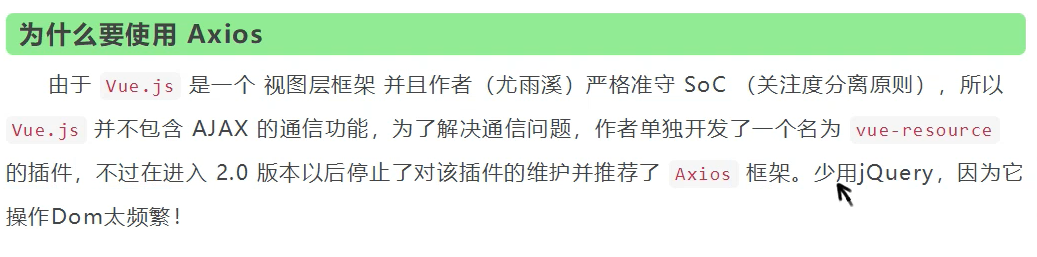 为什么要使用 Axios
由于 Vue.js 是一个 视图层框架 并且作者（尤雨溪）严格准守 SoC （关注度分离原则），所以
Vue.js 并不包含 AJAX 的通信功能，为了解决通信问题，作者单独开发了一个名为 vue-resource
的插件，不过在进入 2.0 版本以后停止了对该插件的维护并推荐了 Axios 框架。少用jQuery，因为它
操作Dom太频繁！